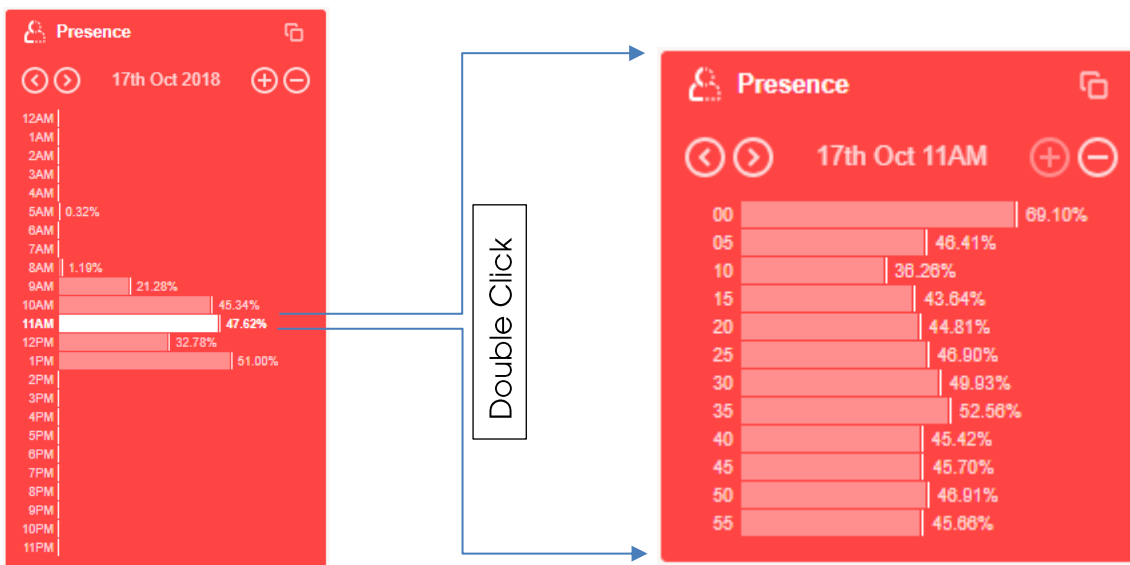 Presence
17th Oct 2018
12AM
1AM
2AM
3AM
4AM
5AM 0.32%
6AM
7AM
8AM 1.19%
9AM 21.28%
10AM 45.34%
11AM 47.62%
12PM 32.78%
1PM 51.00%
2PM
3PM
4PM
5PM
6PM
7PM
8PM
9PM
10PM
11PM
Double Click
Presence
17th Oct 11AM
00 69.10%
05 46.41%
10 36.26%
15 43.64%
20 44.81%
25 46.90%
30 49.93%
35 52.56%
40 45.42%
45 45.70%
50 46.91%
55 45.66%